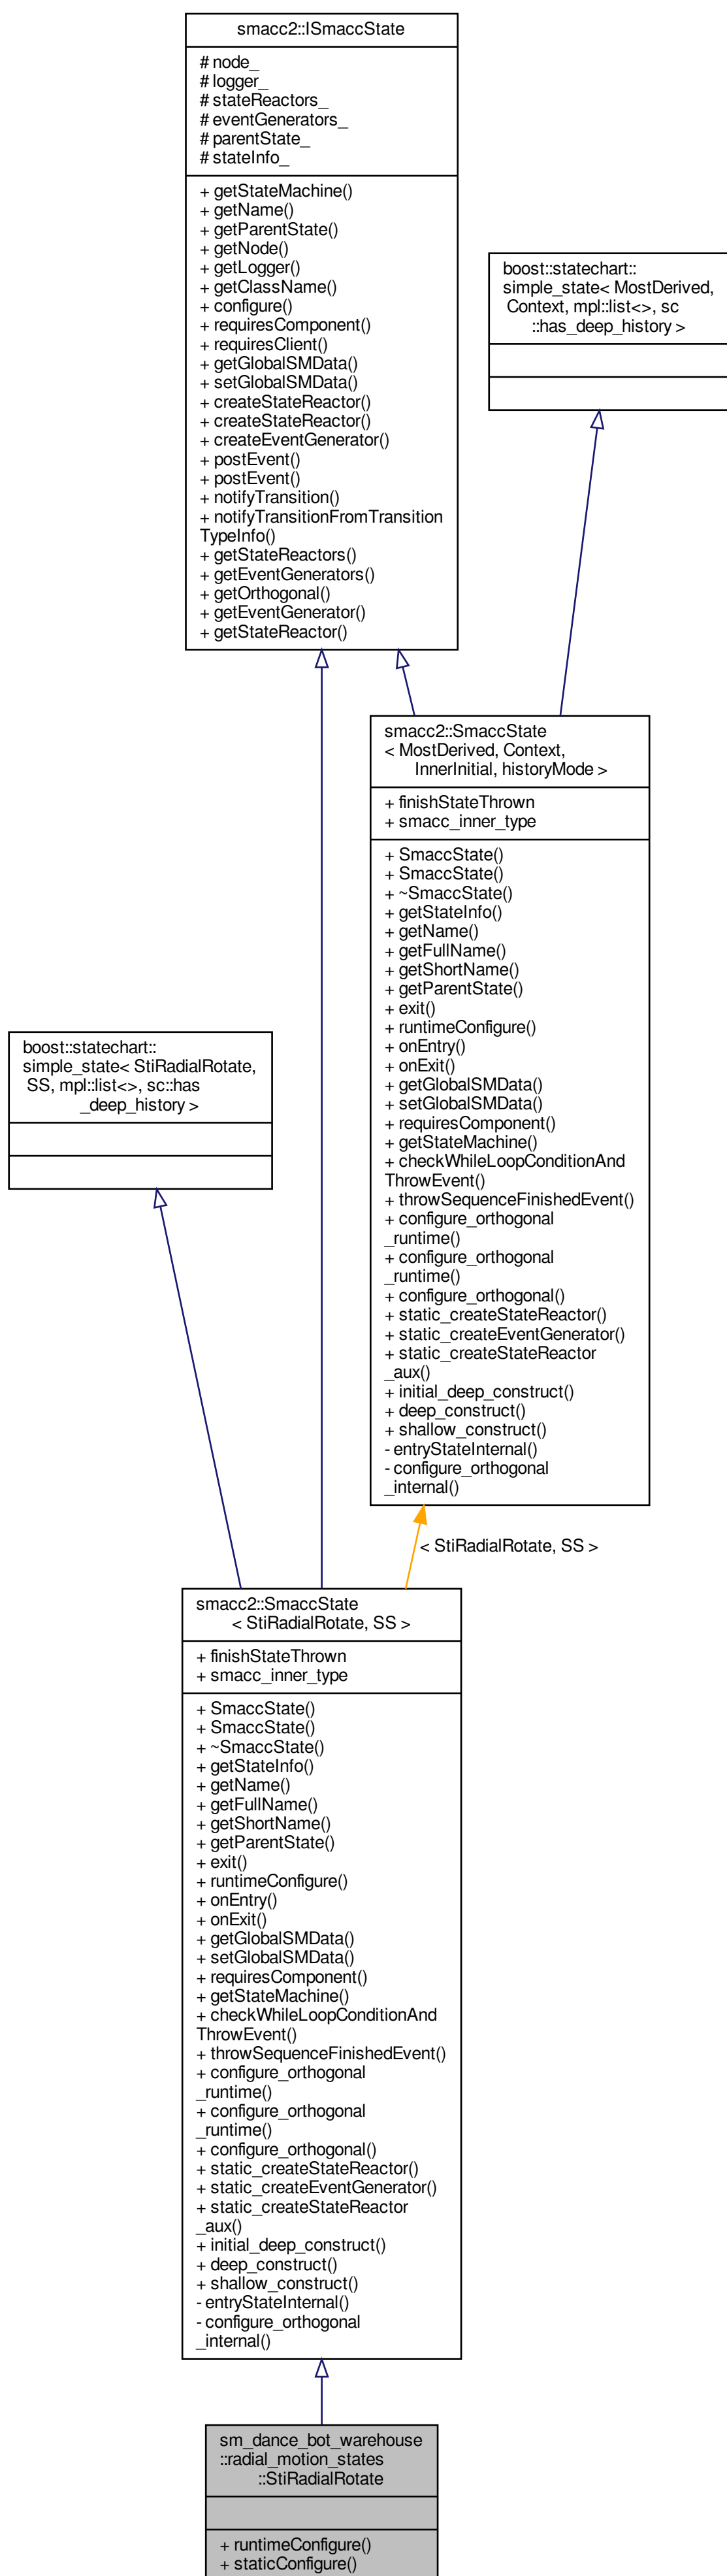 smacc2::ISmaccState
# node_
# logger_
# stateReactors_
# eventGenerators_
# parentState_
# stateInfo_
+ getStateMachine()
+ getName()
+ getParentState()
+ getNode()
+ getLogger()
+ getClassName()
+ configure()
+ requiresComponent()
+ requiresClient()
+ getGlobalSMData()
+ setGlobalSMData()
+ createStateReactor()
+ createStateReactor()
+ createEventGenerator()
+ postEvent()
+ postEvent()
+ notifyTransition()
+ notifyTransitionFromTransition
TypeInfo()
+ getStateReactors()
+ getEventGenerators()
+ getOrthogonal()
+ getEventGenerator()
+ getStateReactor()
boost::statechart::
simple_state< MostDerived,
Context, mpl::list<>, sc
::has_deep_history >
smacc2::SmaccState
< MostDerived, Context,
InnerInitial, historyMode >
+ finishStateThrown
+ smacc_inner_type
+ SmaccState()
+ SmaccState()
+ ~SmaccState()
+ getStateInfo()
+ getName()
+ getFullName()
+ getShortName()
+ getParentState()
+ exit()
+ runtimeConfigure()
+ onEntry()
+ onExit()
+ getGlobalSMData()
+ setGlobalSMData()
+ requiresComponent()
+ getStateMachine()
+ checkWhileLoopConditionAnd
ThrowEvent()
+ throwSequenceFinishedEvent()
+ configure_orthogonal
_runtime()
+ configure_orthogonal
_runtime()
+ configure_orthogonal()
+ static_createStateReactor()
+ static_createEventGenerator()
+ static_createStateReactor
_aux()
+ initial_deep_construct()
+ deep_construct()
+ shallow_construct()
- entryStateInternal()
- configure_orthogonal
_internal()
boost::statechart::
simple_state< StiRadialRotate,
SS, mpl::list<>, sc::has
_deep_history >
< StiRadialRotate, SS >
smacc2::SmaccState
< StiRadialRotate, SS >
+ finishStateThrown
+ smacc_inner_type
+ SmaccState()
+ SmaccState()
+ ~SmaccState()
+ getStateInfo()
+ getName()
+ getFullName()
+ getShortName()
+ getParentState()
+ exit()
+ runtimeConfigure()
+ onEntry()
+ onExit()
+ getGlobalSMData()
+ setGlobalSMData()
+ requiresComponent()
+ getStateMachine()
+ checkWhileLoopConditionAnd
ThrowEvent()
+ throwSequenceFinishedEvent()
+ configure_orthogonal
_runtime()
+ configure_orthogonal
_runtime()
+ configure_orthogonal()
+ static_createStateReactor()
+ static_createEventGenerator()
+ static_createStateReactor
_aux()
+ initial_deep_construct()
+ deep_construct()
+ shallow_construct()
- entryStateInternal()
- configure_orthogonal
_internal()
sm_dance_bot_warehouse
::radial_motion_states
::StiRadialRotate
+ runtimeConfigure()
+ staticConfigure()